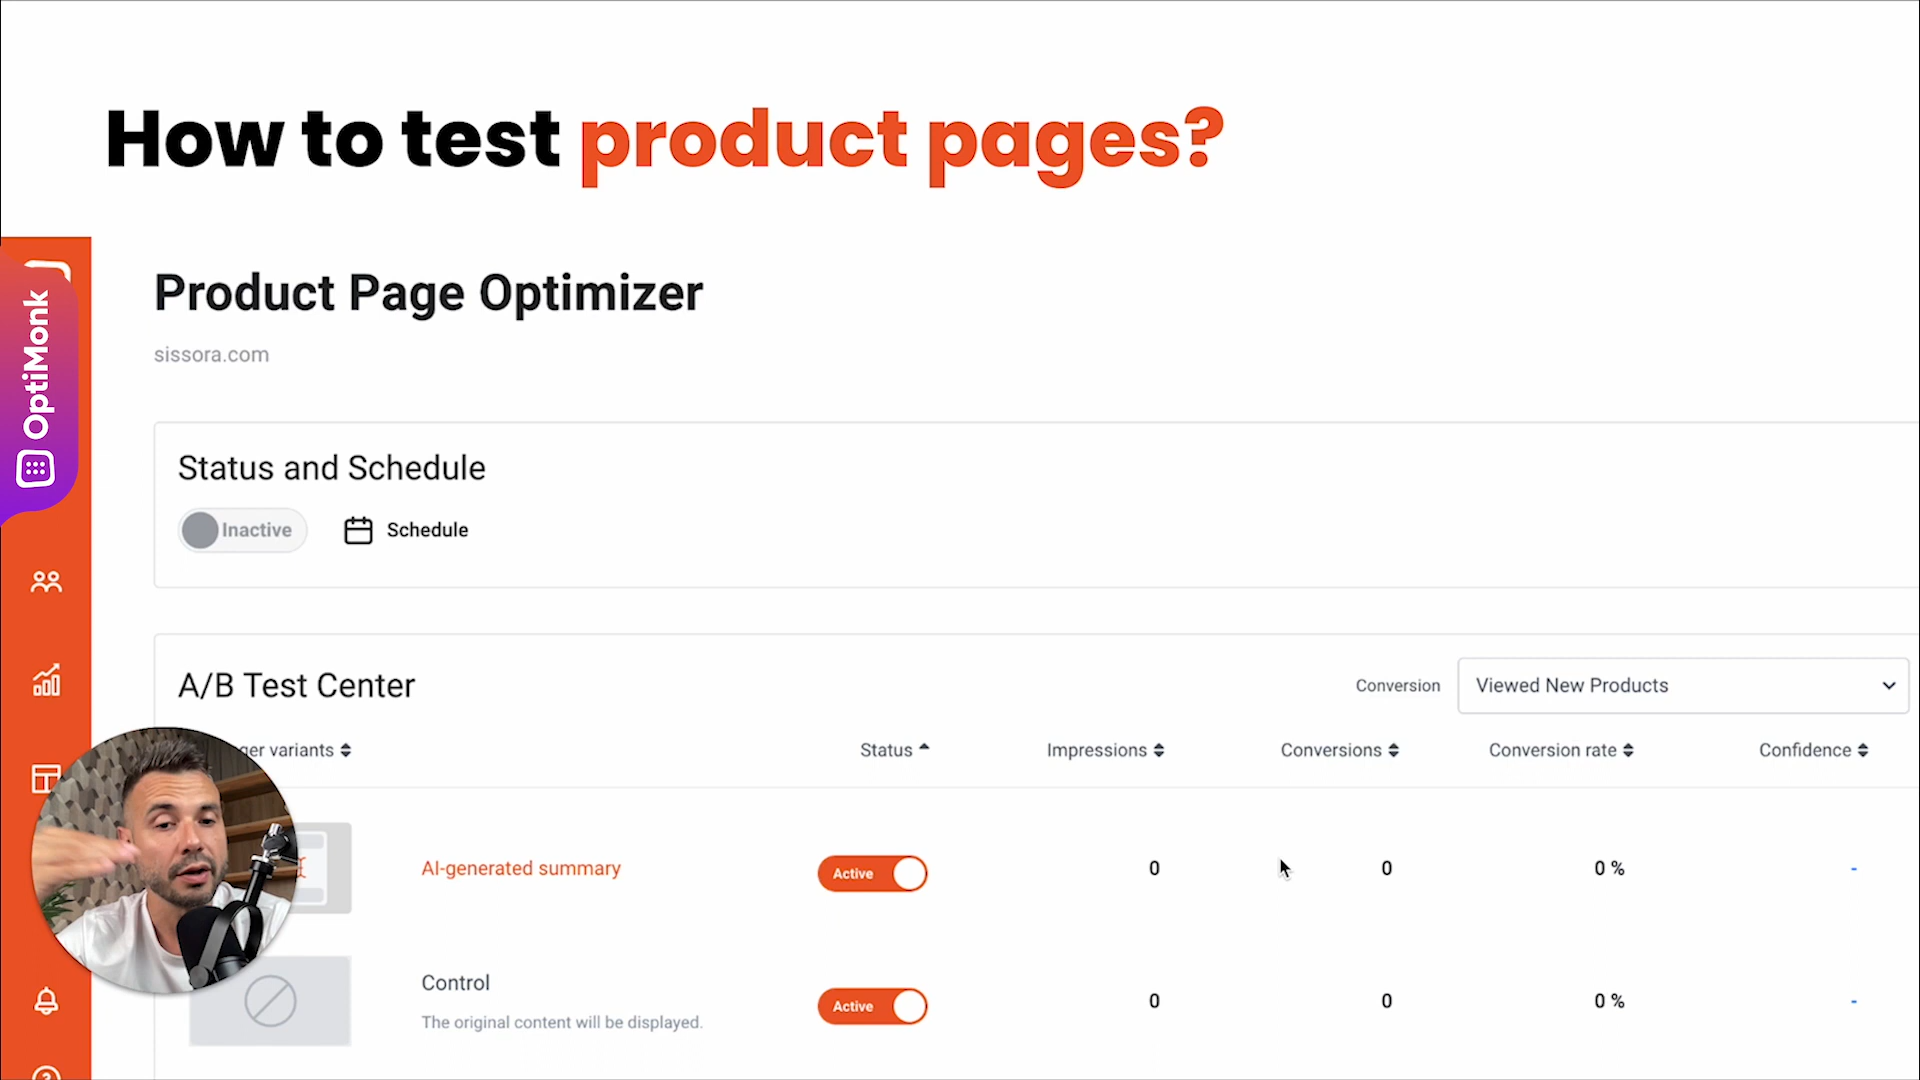 How to test product pages?
OptiMonk
Product Page Optimizer
sissora.com
Status and Schedule
Inactive
Schedule
A/B Test Center
Conversion
Viewed New Products
variants
Status
Impressions
Conversions
Conversion rate
Confidence
AI-generated summary
Active
0
0
0 %
-
Control
The original content will be displayed.
Active
0
0
0 %
-